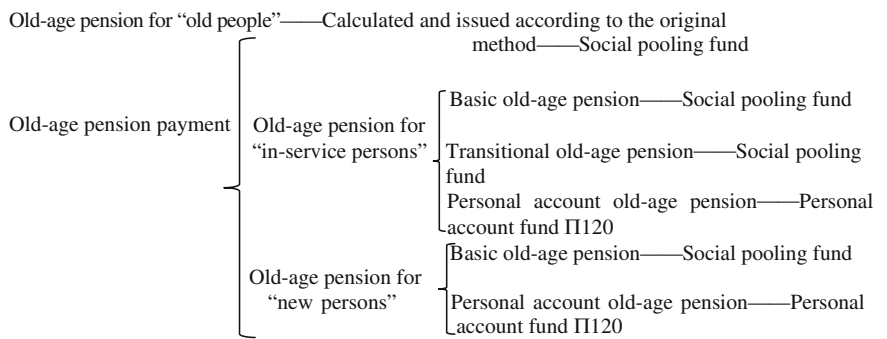 Old-age pension for “old people”——Calculated and issued according to the original
method——Social pooling fund
Old-age pension payment
Old-age pension for
“in-service persons”
Basic old-age pension——Social pooling fund
Transitional old-age pension——Social pooling
fund
Personal account old-age pension——Personal
account fund Π120
Old-age pension for
“new persons”
Basic old-age pension——Social pooling fund
Personal account old-age pension——Personal
account fund Π120